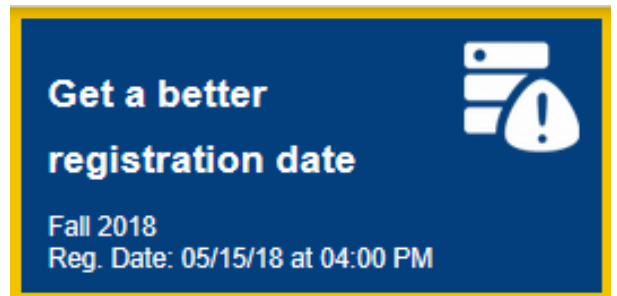 Get a better
registration date
Fall 2018
Reg. Date: 05/15/18 at 04:00 PM